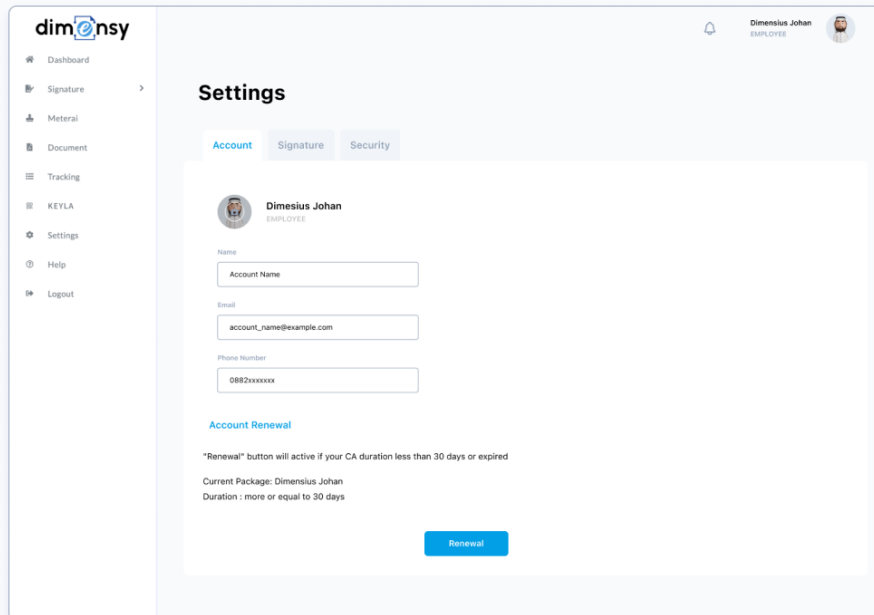 dimensy
Dimensius Johan
EMPLOYEE
Dashboard
Signature
Meterai
Document
Tracking
KEYLA
Settings
Help
Logout
Settings
Account Signature Security
Dimesius Johan
EMPLOYEE
Name
Account Name
Email
account_name@example.com
Phone Number
0882xxxxxxx
Account Renewal
"Renewal" button will active if your CA duration less than 30 days or expired
Current Package: Dimensius Johan
Duration : more or equal to 30 days
Renewal